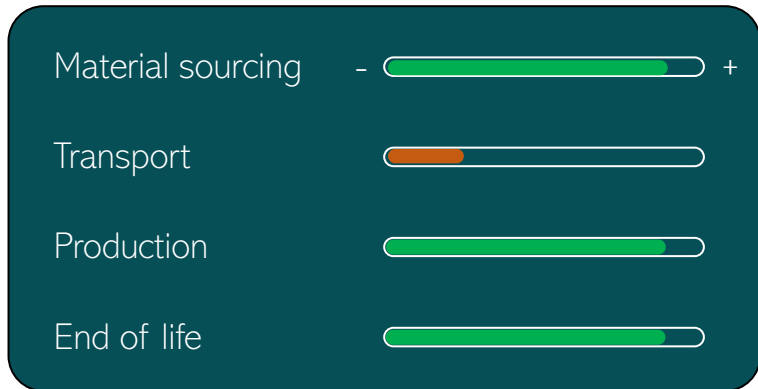 Material sourcing - +
Transport
Production
End of life